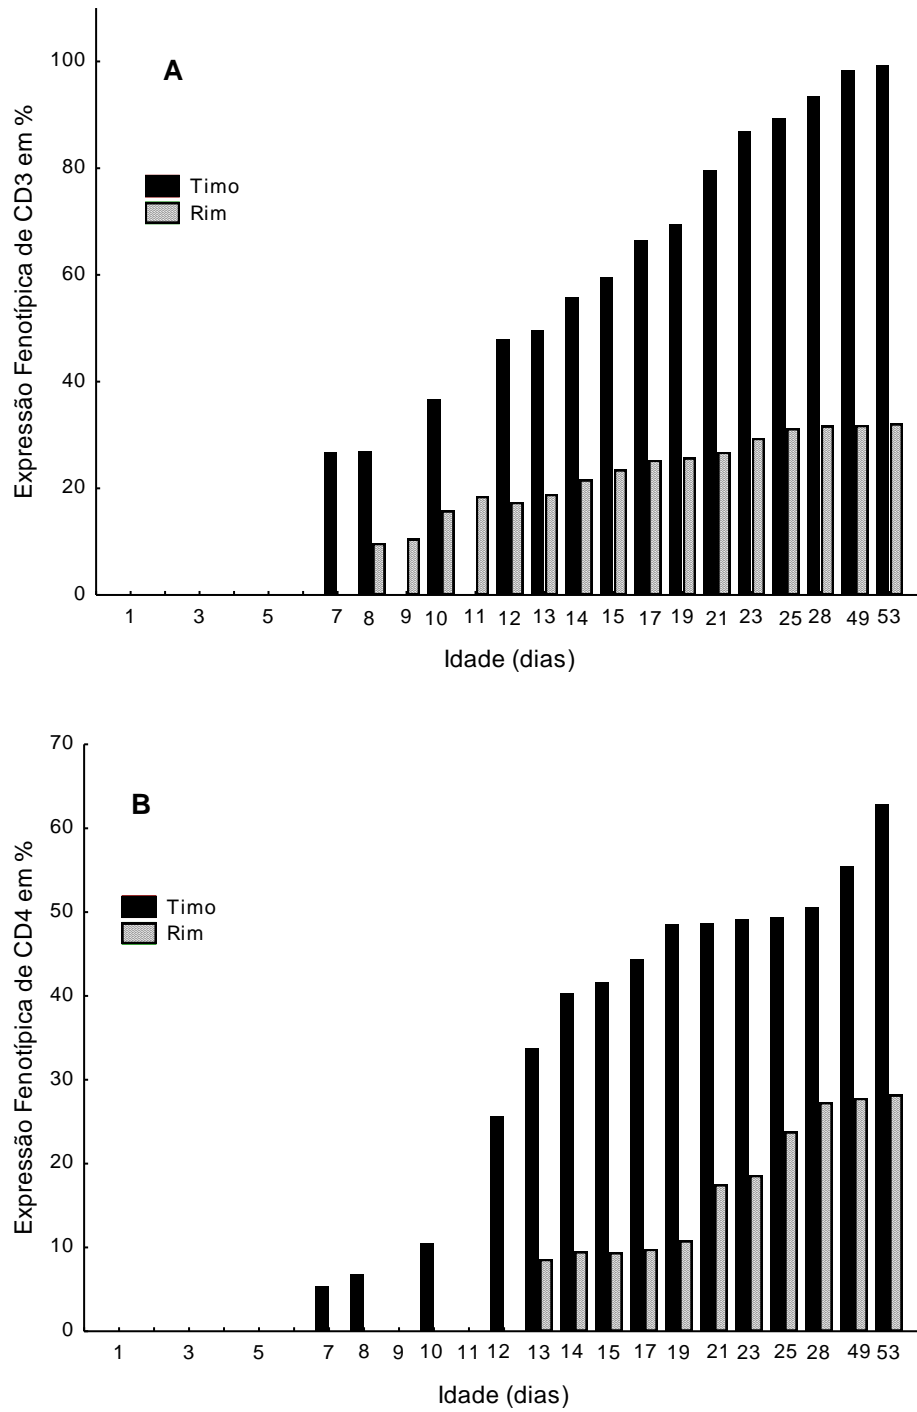 A
Expressão Fenotípica de CD3 em %
100
80
60
40
20
0
Timo
Rim
1 3 5 7 8 9 10 11 12 13 14 15 17 19 21 23 25 28 49 53
Idade (dias)
B
Expressão Fenotípica de CD4 em %
70
60
50
40
30
20
10
0
Timo
Rim
1 3 5 7 8 9 10 11 12 13 14 15 17 19 21 23 25 28 49 53
Idade (dias)